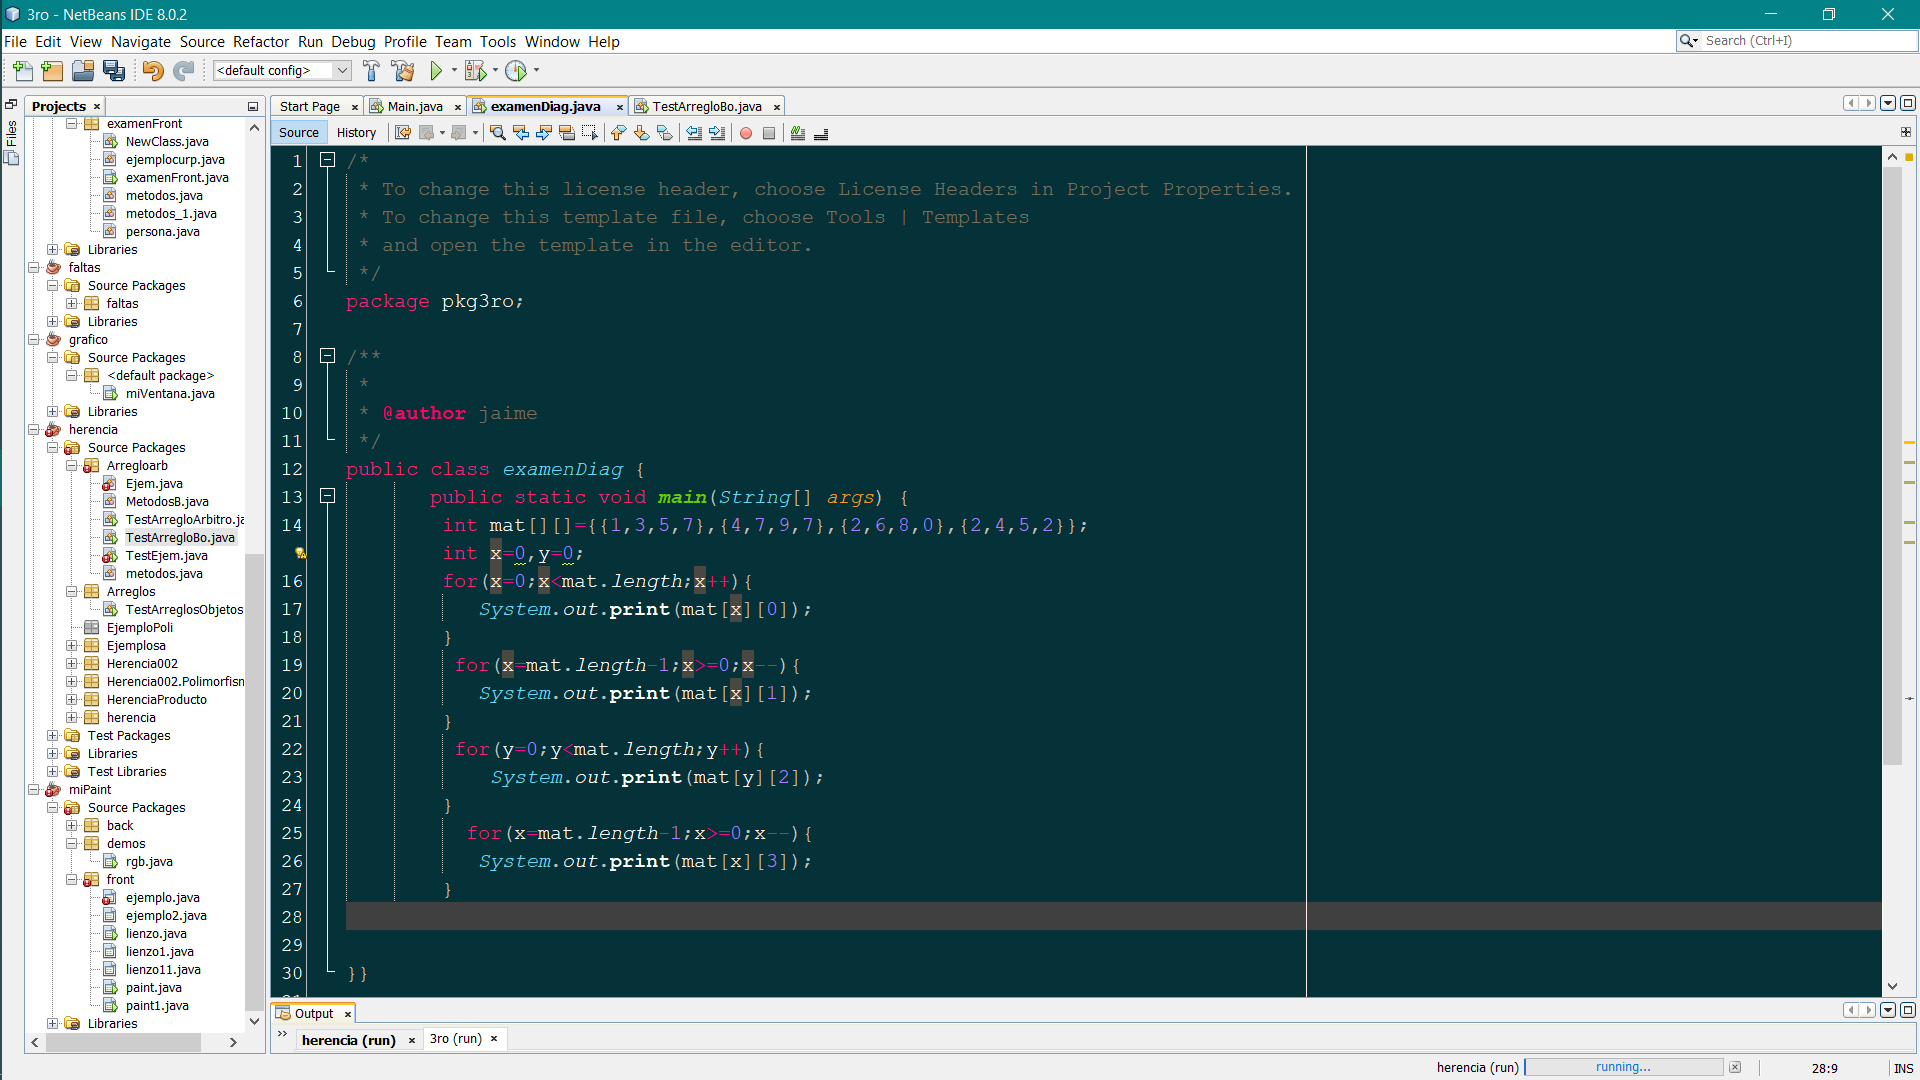 3ro - NetBeans IDE 8.0.2
File Edit View Navigate Source Refactor Run Debug Profile Team Tools Window Help
Search (Ctrl+I)
<default config>
Files
Projects
examenFront
NewClass.java
ejemplocurp.java
examenFront.java
metodos.java
metodos_1.java
persona.java
Libraries
faltas
Source Packages
faltas
Libraries
grafico
Source Packages
<default package>
miVentana.java
Libraries
herencia
Source Packages
Arregloarb
Ejem.java
MetodosB.java
TestArregloArbitro.ja
TestArregloBo.java
TestEjem.java
metodos.java
Arreglos
TestArreglosObjetos
EjemploPoli
Ejemplosa
Herencia002
Herencia002.Polimorfism
HerenciaProducto
herencia
Test Packages
Libraries
Test Libraries
miPaint
Source Packages
back
demos
rgb.java
front
ejemplo.java
ejemplo2.java
lienzo.java
lienzo1.java
lienzo11.java
paint.java
paint1.java
Libraries
Start Page Main.java examenDiag.java TestArregloBo.java
Source History
1 /*
2 * To change this license header, choose License Headers in Project Properties.
3 * To change this template file, choose Tools | Templates
4 * and open the template in the editor.
5 */
6 package pkg3ro;
7
8 /**
9 *
10 * @author jaime
11 */
12 public class examenDiag {
13 public static void main(String[] args) {
14 int mat[][]={{1,3,5,7},{4,7,9,7},{2,6,8,0},{2,4,5,2}};
int x=0,y=0;
16 for(x=0;x<mat.length;x++){
17 System.out.print(mat[x][0]);
18 }
19 for(x=mat.length-1;x>=0;x--){
20 System.out.print(mat[x][1]);
21 }
22 for(y=0;y<mat.length;y++){
23 System.out.print(mat[y][2]);
24 }
25 for(x=mat.length-1;x>=0;x--){
26 System.out.print(mat[x][3]);
27 }
28
29
30 }}
Output
herencia (run) 3ro (run)
herencia (run) running... 28:9 INS